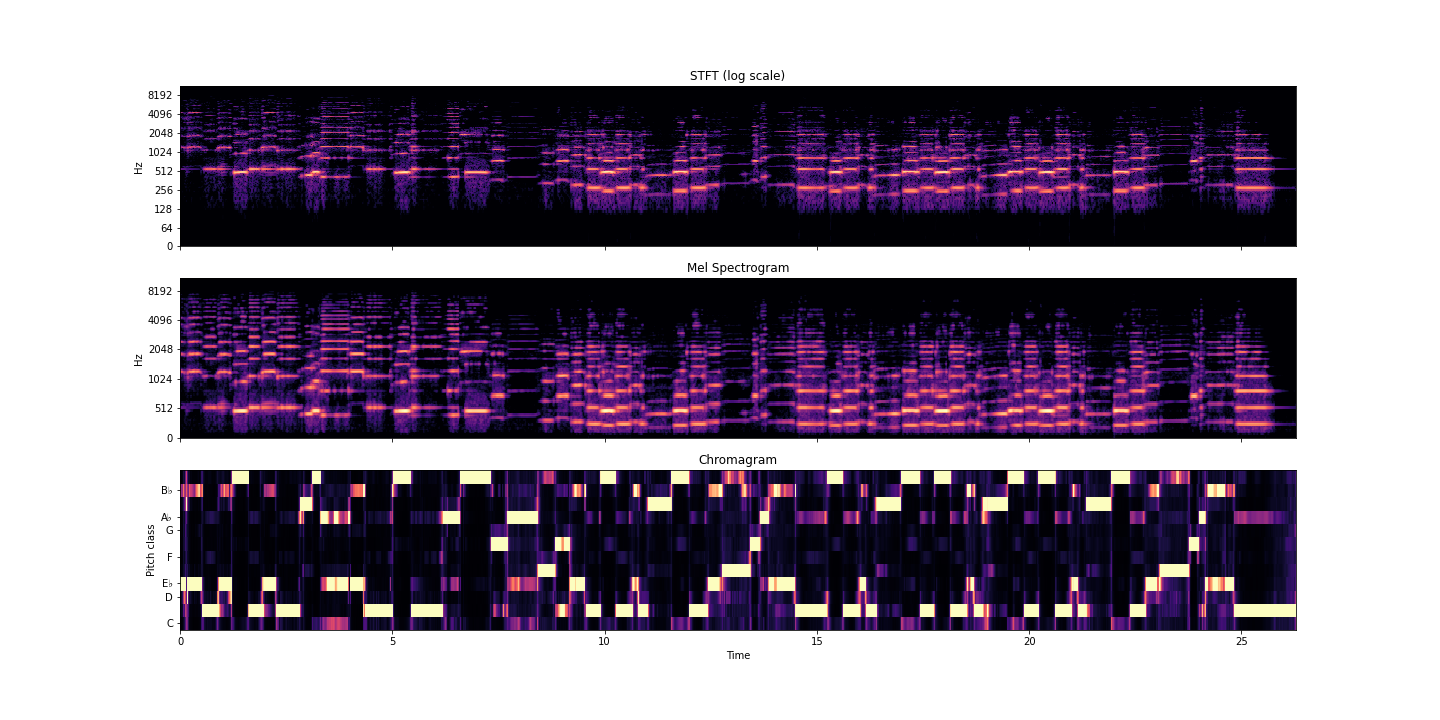 STFT (log scale)
8192
4096
2048
1024
512
256
128
64
0
Hz
Mel Spectrogram
8192
4096
2048
1024
512
0
Hz
Chromagram
B♭
A♭
G
F
E♭
D
C
Pitch class
0 5 10 15 20 25
Time